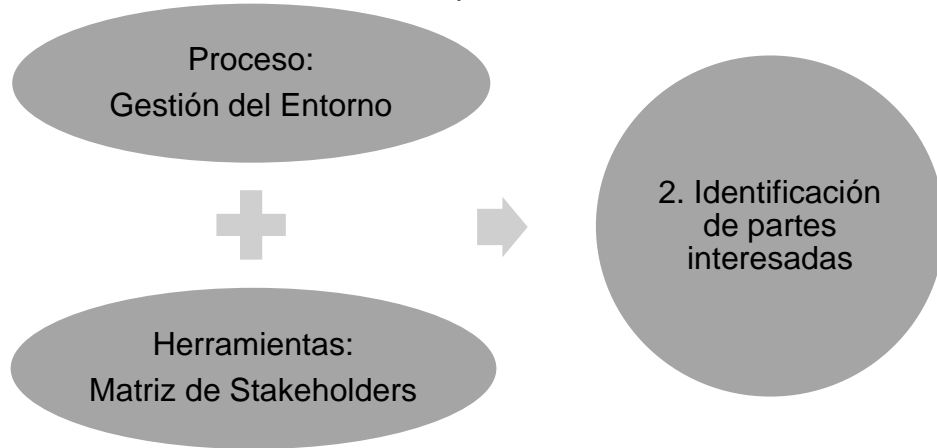 Proceso:
Gestión del Entorno
Herramientas:
Matriz de Stakeholders
2. Identificación
de partes
interesadas